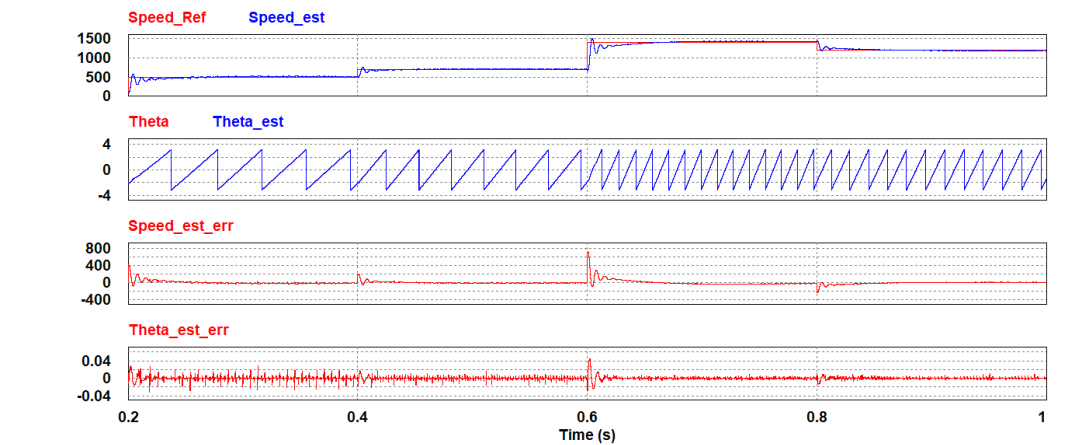 Speed_Ref Speed_est
1500
1000
500
0
Theta Theta_est
4
0
-4
Speed_est_err
800
400
0
-400
Theta_est_err
0.04
0
-0.04
0.2 0.4 0.6 0.8 1
Time (s)